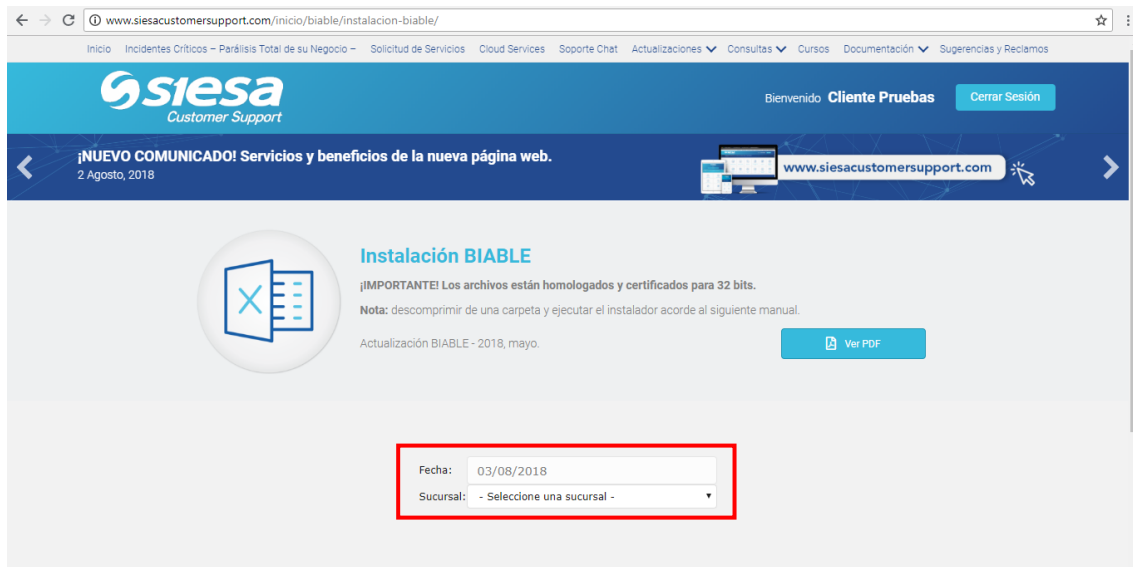 www.siesacustomersupport.com/inicio/biable/instalacion-biable/
Inicio Incidentes Críticos – Parálisis Total de su Negocio – Solicitud de Servicios Cloud Services Soporte Chat Actualizaciones Consultas Cursos Documentación Sugerencias y Reclamos
siesa
Customer Support
Bienvenido Cliente Pruebas
Cerrar Sesión
¡NUEVO COMUNICADO! Servicios y beneficios de la nueva página web.
2 Agosto, 2018
www.siesacustomersupport.com
Instalación BIABLE
¡IMPORTANTE! Los archivos están homologados y certificados para 32 bits.
Nota: descomprimir de una carpeta y ejecutar el instalador acorde al siguiente manual.
Actualización BIABLE - 2018, mayo.
Ver PDF
Fecha: 03/08/2018
Sucursal: - Seleccione una sucursal -